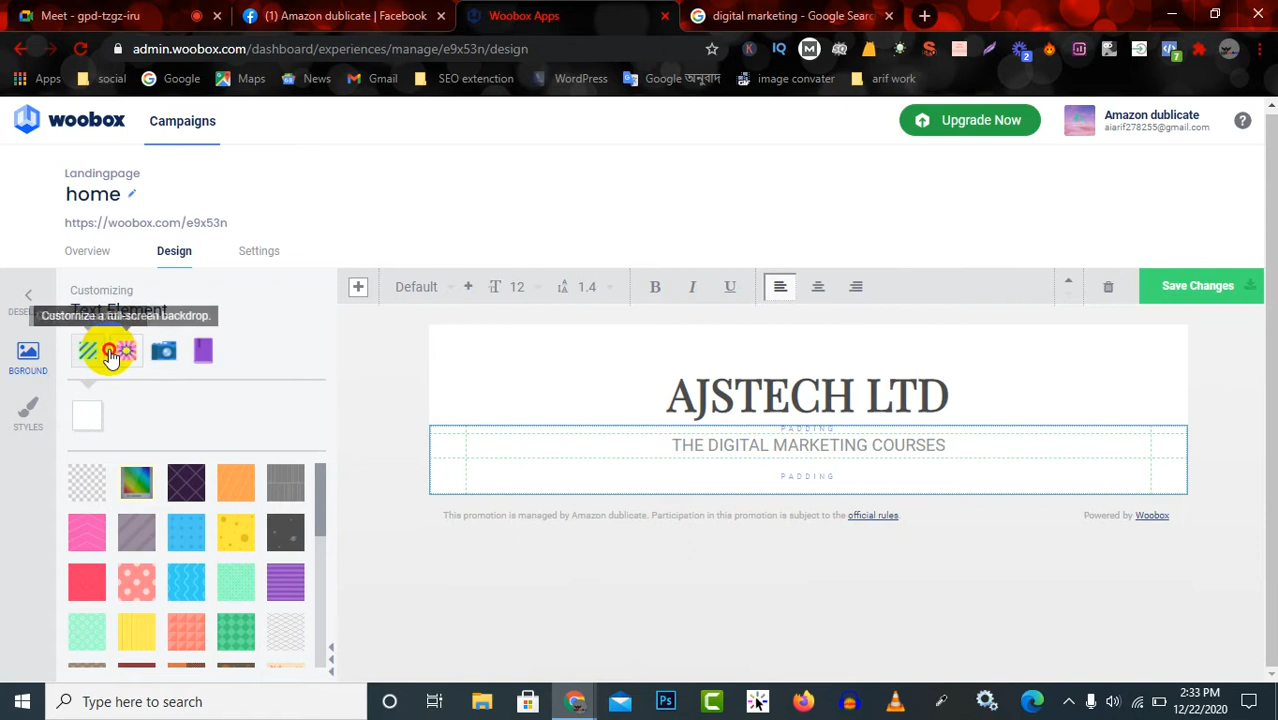 Meet - gpd-tzgz-iru
(1) Amazon dublicate | Facebook
Woobox Apps
digital marketing - Google Sear
admin.woobox.com/dashboard/experiences/manage/e9x53n/design
Apps
social
Google
Maps
News
Gmail
SEO extenction
WordPress
Google অনুবাদ
image convater
arif work
woobox
Campaigns
Upgrade Now
Amazon dublicate
aiarif278255@gmail.com
Landingpage
home
https://woobox.com/e9x53n
Overview
Design
Settings
Customizing
Text Element
Customize a full-screen backdrop.
BGROUND
STYLES
Default
12
1.4
B
I
U
Save Changes
AJSTECH LTD
PADDING
THE DIGITAL MARKETING COURSES
PADDING
This promotion is managed by Amazon dublicate. Participation in this promotion is subject to the official rules.
Powered by Woobox
Type here to search
2:33 PM
12/22/2020